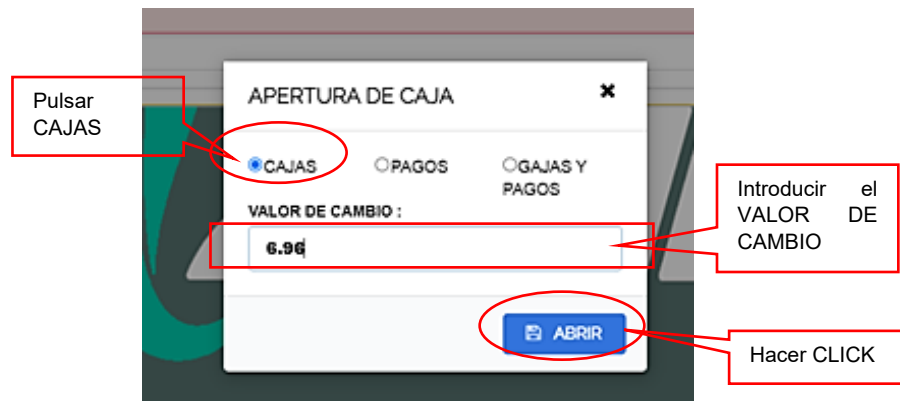 APERTURA DE CAJA ×
Pulsar
CAJAS
CAJAS PAGOS GAJAS Y
PAGOS
VALOR DE CAMBIO :
6.96
Introducir el
VALOR DE
CAMBIO
ABRIR
Hacer CLICK